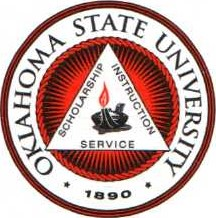 OKLAHOMA STATE UNIVERSITY
SCHOLARSHIP
INSTRUCTION
SERVICE
★ 1890 ★